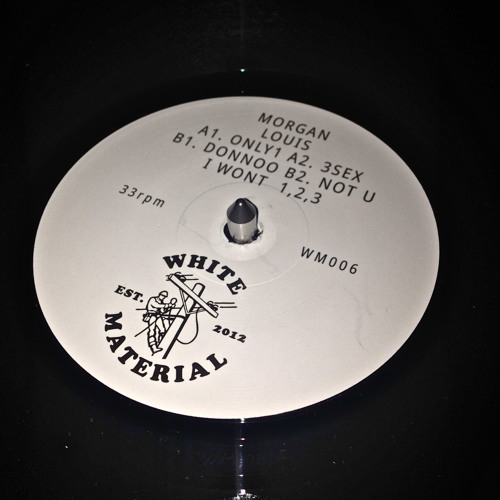 MORGAN
LOUIS
A1. ONLY1 A2. 3SEX
B1. DONNOO B2. NOT U
I WONT 1,2,3
33rpm
WM006
WHITE
EST. 2012
MATERIAL